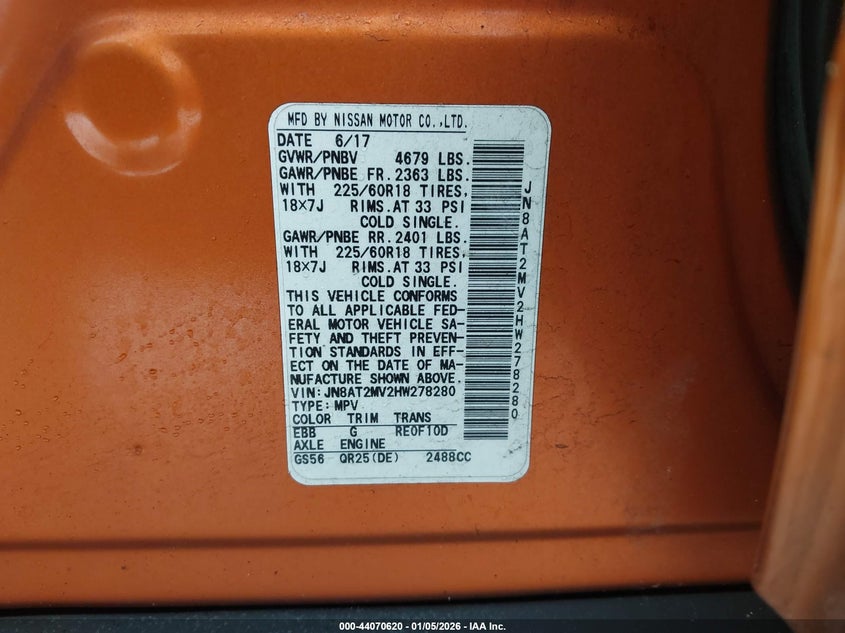 MFD BY NISSAN MOTOR CO.,LTD.
DATE 6/17
GVWR/PNBV 4679 LBS.
GAWR/PNBE FR. 2363 LBS.
WITH 225/60R18 TIRES,
18×7J RIMS.AT 33 PSI
COLD SINGLE.
GAWR/PNBE RR. 2401 LBS.
WITH 225/60R18 TIRES,
18×7J RIMS.AT 33 PSI
COLD SINGLE.
THIS VEHICLE CONFORMS
TO ALL APPLICABLE FED-
ERAL MOTOR VEHICLE SA-
FETY AND THEFT PREVEN-
TION STANDARDS IN EFF-
ECT ON THE DATE OF MA-
NUFACTURE SHOWN ABOVE.
VIN:JN8AT2MV2HW278280
TYPE:MPV
COLOR TRIM TRANS
EBB G RE0F10D
AXLE ENGINE
GS56 QR25(DE) 2488CC
JN8AT2MV2HW278280
000-44070620 | 01/05/2026 - IAA Inc.